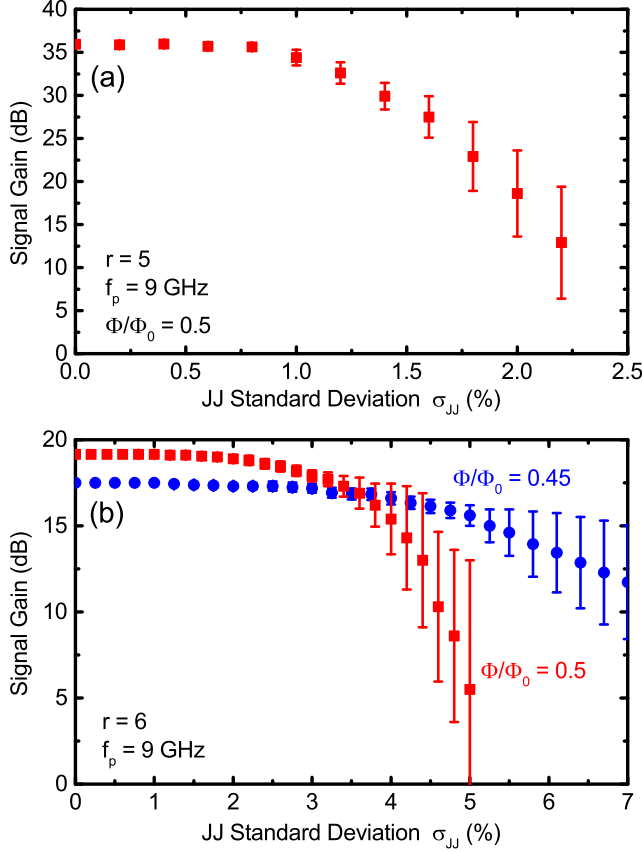 40
35
30
25
20
15
10
5
0
Signal Gain (dB)
(a)
r = 5
f_p = 9 GHz
Φ/Φ_0 = 0.5
0.0 0.5 1.0 1.5 2.0 2.5
JJ Standard Deviation σ_JJ (%)
20
15
10
5
0
Signal Gain (dB)
(b)
Φ/Φ_0 = 0.45
Φ/Φ_0 = 0.5
r = 6
f_p = 9 GHz
0 1 2 3 4 5 6 7
JJ Standard Deviation σ_JJ (%)